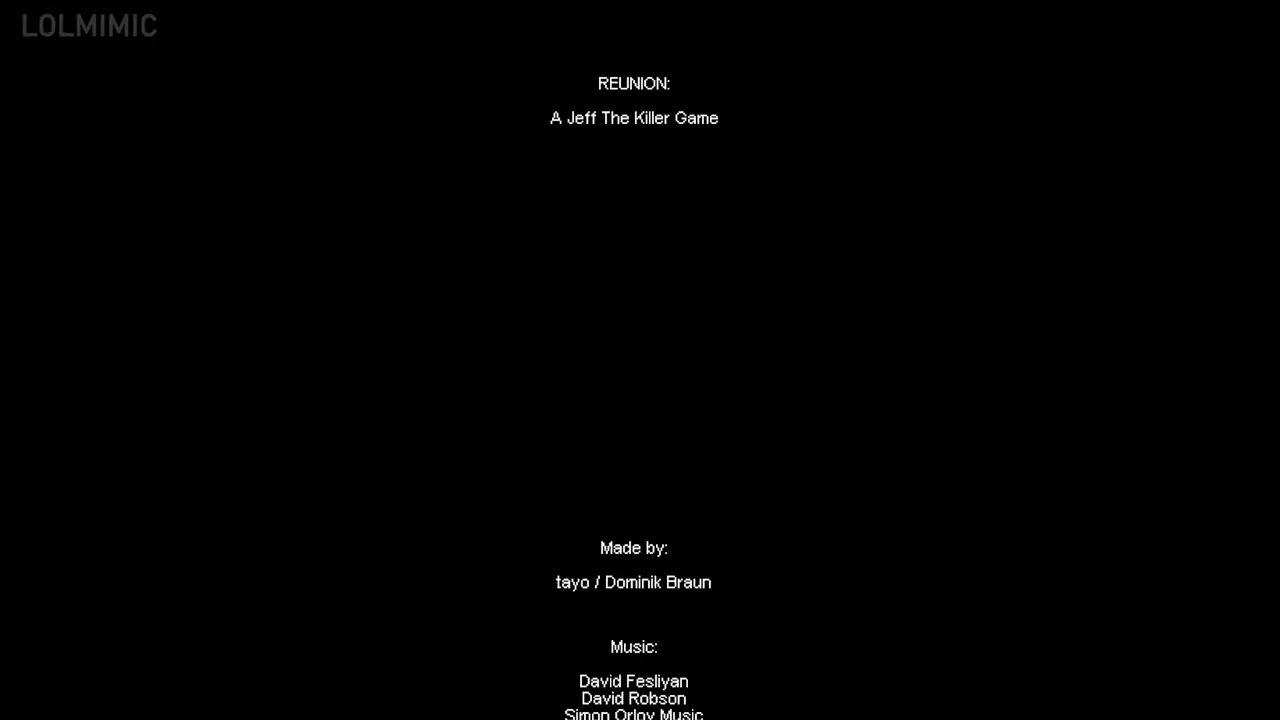 LOLMIMIC
REUNION:
A Jeff The Killer Game
Made by:
tayo / Dominik Braun
Music:
David Fesliyan
David Robson
Simon Orlov Music